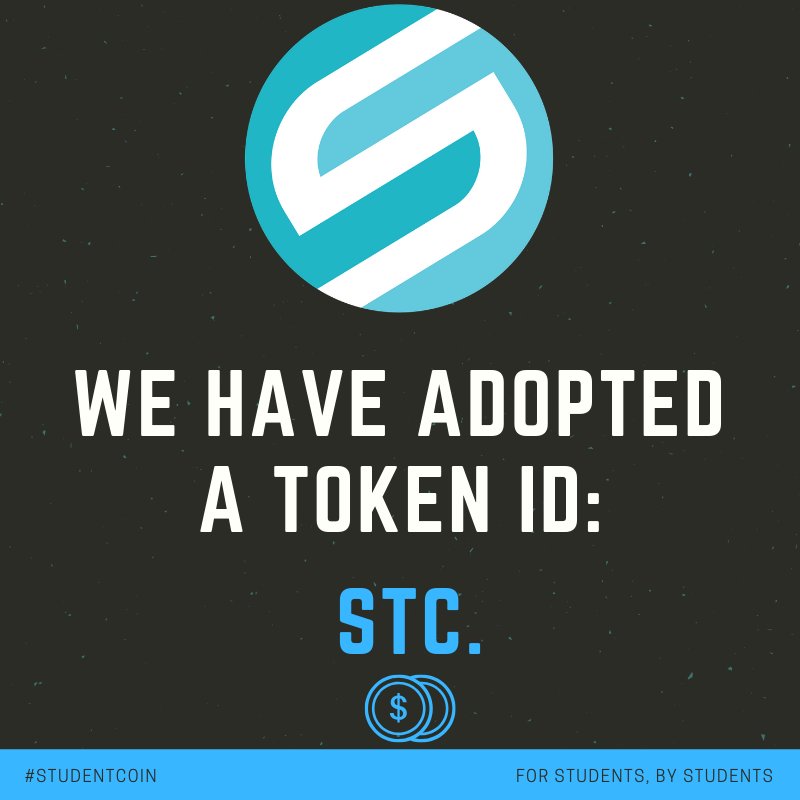 WE HAVE ADOPTED
A TOKEN ID:
STC.
$
#STUDENTCOIN
FOR STUDENTS, BY STUDENTS